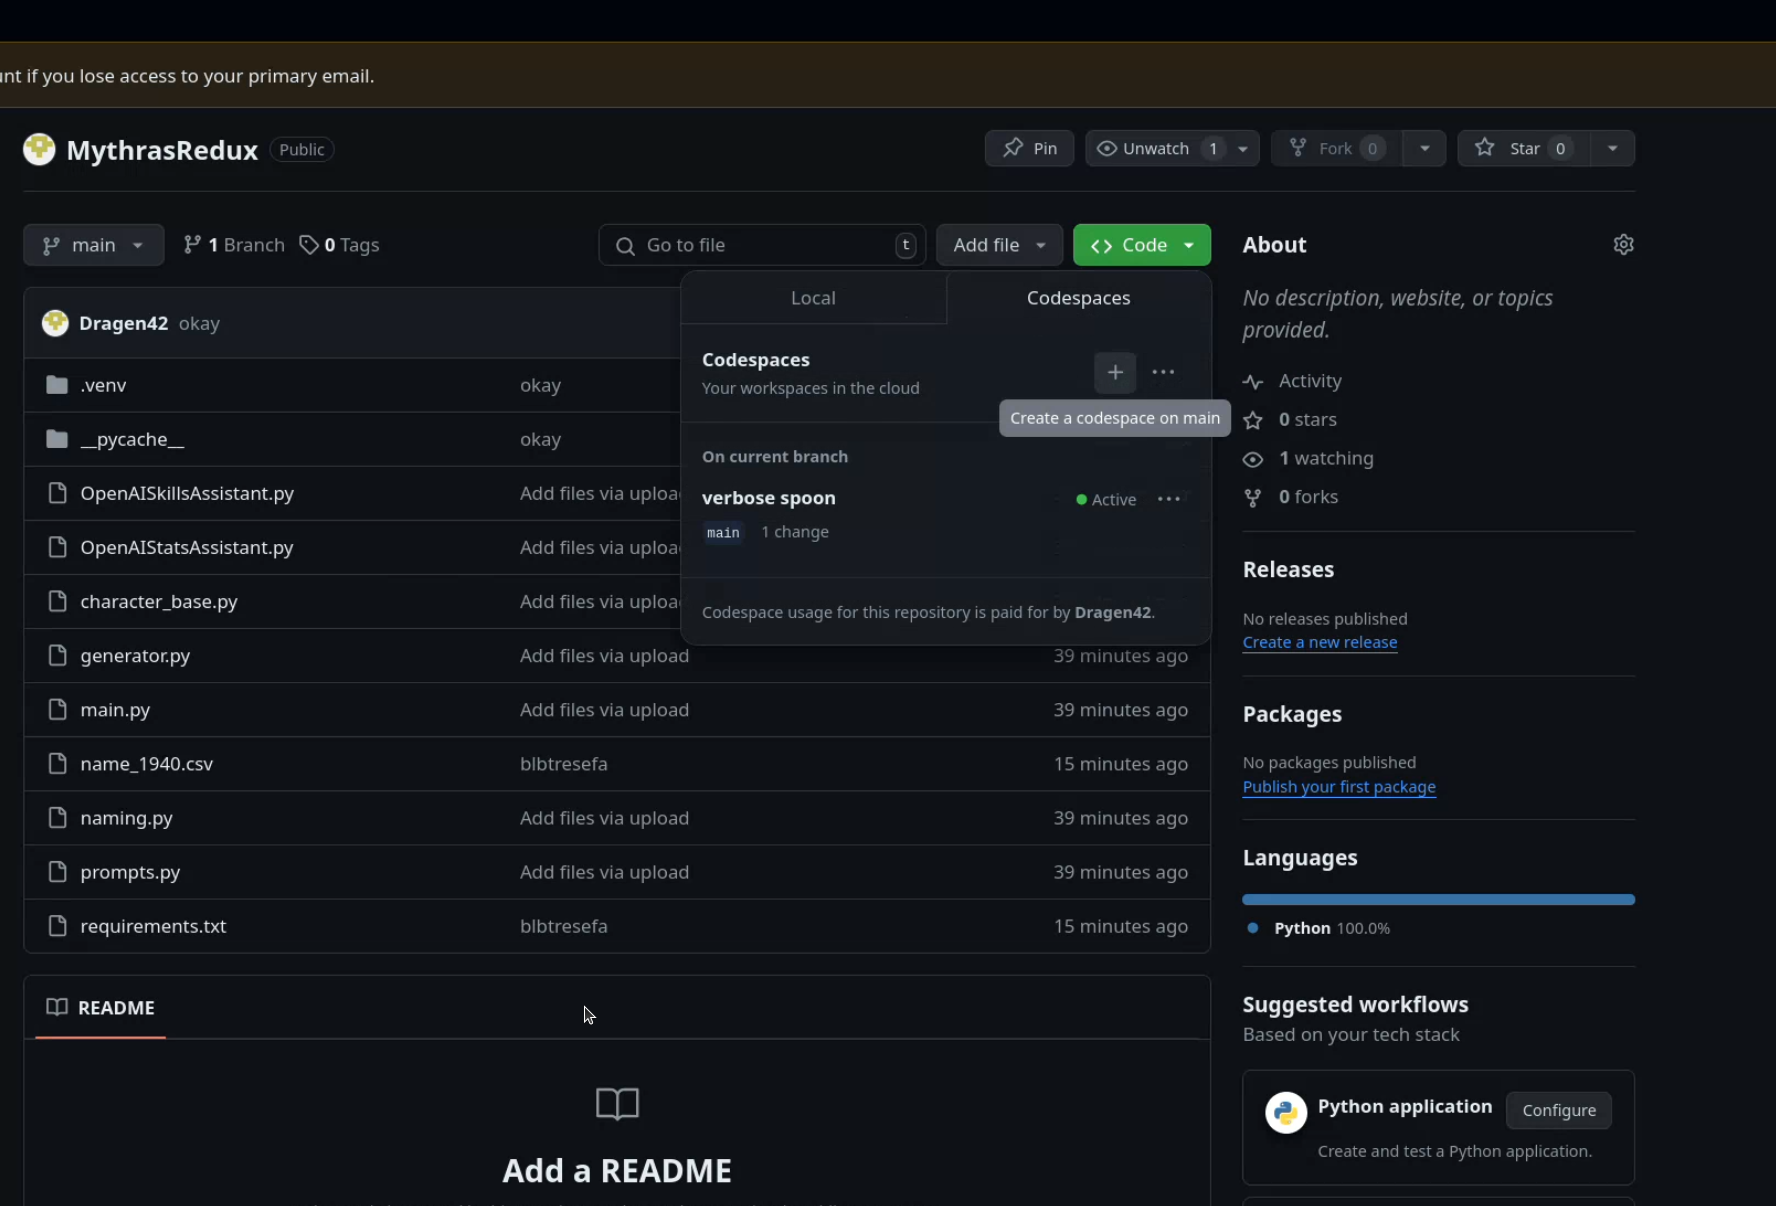 unt if you lose access to your primary email.
MythrasRedux Public
Pin Unwatch 1 Fork 0 Star 0
main 1 Branch 0 Tags Go to file t Add file Code
Local Codespaces
Codespaces
Your workspaces in the cloud
Create a codespace on main
On current branch
verbose spoon Active
main 1 change
Codespace usage for this repository is paid for by Dragen42.
Dragen42 okay
.venv okay
__pycache__ okay
OpenAISkillsAssistant.py Add files via uploa
OpenAIStatsAssistant.py Add files via uploa
character_base.py Add files via uploa
generator.py Add files via upload 39 minutes ago
main.py Add files via upload 39 minutes ago
name_1940.csv blbtresefa 15 minutes ago
naming.py Add files via upload 39 minutes ago
prompts.py Add files via upload 39 minutes ago
requirements.txt blbtresefa 15 minutes ago
README
Add a README
About
No description, website, or topics
provided.
Activity
0 stars
1 watching
0 forks
Releases
No releases published
Create a new release
Packages
No packages published
Publish your first package
Languages
Python 100.0%
Suggested workflows
Based on your tech stack
Python application Configure
Create and test a Python application.